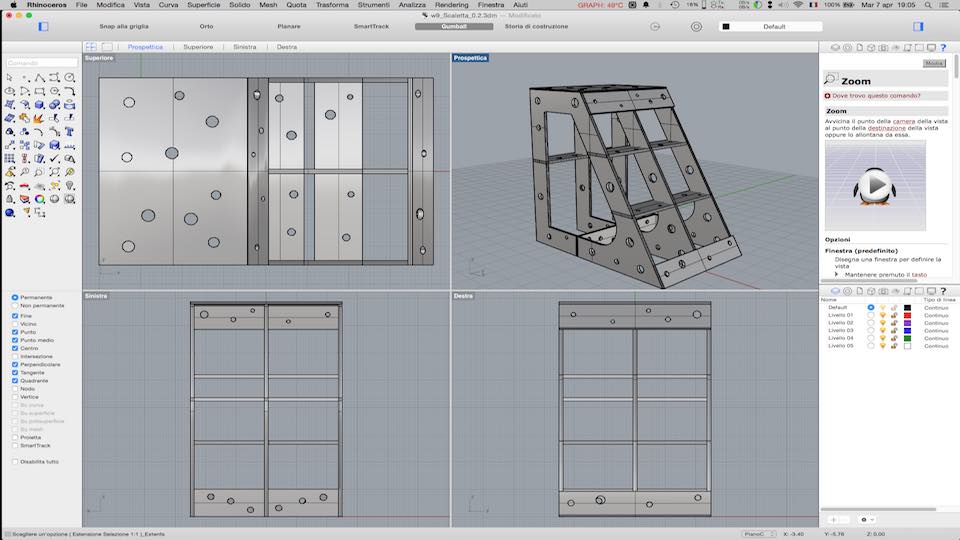 Rhinoceros File Modifica Vista Curva Superficie Solido Mesh Quota Trasforma Strumenti Analizza Rendering Finestra Aiuti GRAPH: 49°C 16% 100% Mar 7 apr 19:05
w9_Scaletta_0.2.3dm — Modificato
Snap alla griglia Orto Planare SmartTrack Gumball Storia di costruzione Default
Prospettica Superiore Sinistra Destra
Comando
Superiore
Prospettica
Sinistra
Destra
Permanente
Non permanente
Fine
Vicino
Punto
Punto medio
Centro
Intersezione
Perpendicolare
Tangente
Quadrante
Nodo
Vertice
Su curva
Su superficie
Su polisuperficie
Su mesh
Proietta
SmartTrack
Disabilita tutto
Mostra
Zoom
Dove trovo questo comando?
Zoom
Avvicina il punto della camera della vista
al punto della destinazione della vista
oppure lo allontana da essa.
Opzioni
Finestra (predefinito)
Disegna una finestra per definire la
vista
Mantenere premuto il tasto
Nome Tipo di linea
Default Continuo
Livello 01 Continuo
Livello 02 Continuo
Livello 03 Continuo
Livello 04 Continuo
Livello 05 Continuo
Scegliere un'opzione ( Estensione Selezione 1:1 )_Extents PianoC X: -3.40 Y: -5.76 Z: 0.00